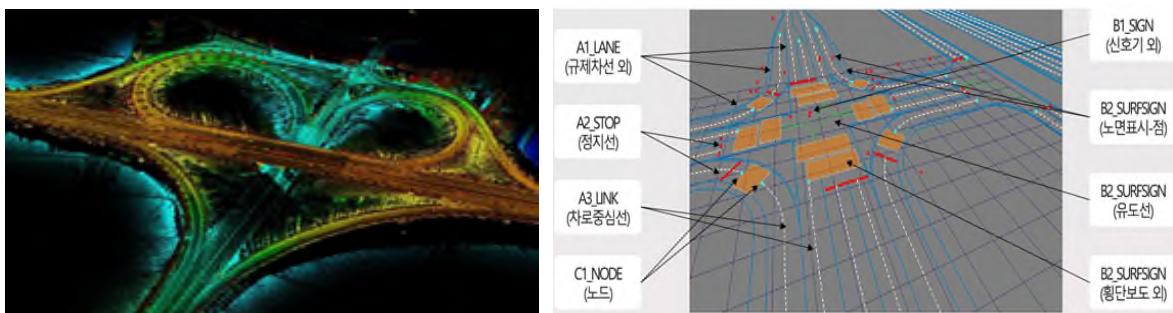 A1_LANE
(규제차선 외)
A2_STOP
(정지선)
A3_LINK
(차로중심선)
C1_NODE
(노드)
B1_SIGN
(신호기 외)
B2_SURFSIGN
(노면표시-점)
B2_SURFSIGN
(유도선)
B2_SURFSIGN
(횡단보도 외)